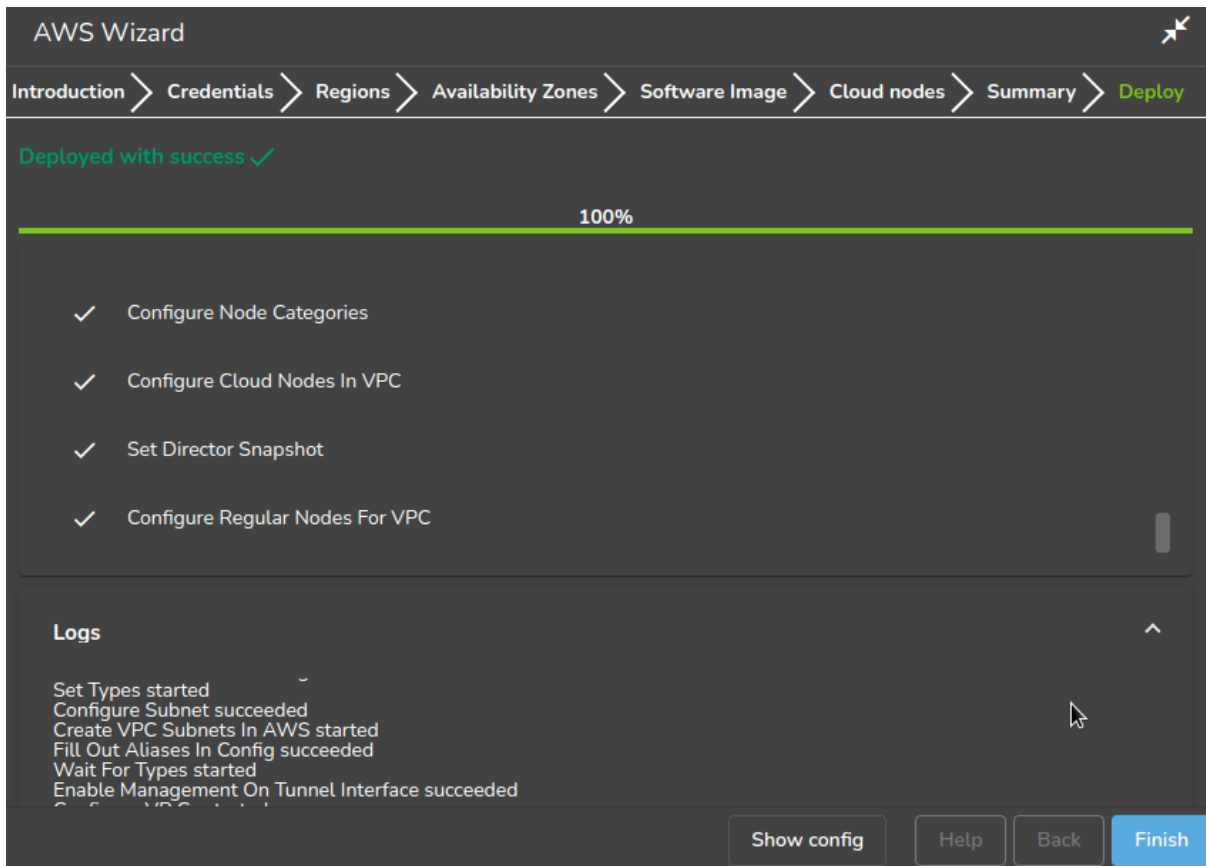 AWS Wizard
Introduction Credentials Regions Availability Zones Software Image Cloud nodes Summary Deploy
Deployed with success
100%
Configure Node Categories
Configure Cloud Nodes In VPC
Set Director Snapshot
Configure Regular Nodes For VPC
Logs
Set Types started
Configure Subnet succeeded
Create VPC Subnets In AWS started
Fill Out Aliases In Config succeeded
Wait For Types started
Enable Management On Tunnel Interface succeeded
Show config Help Back Finish